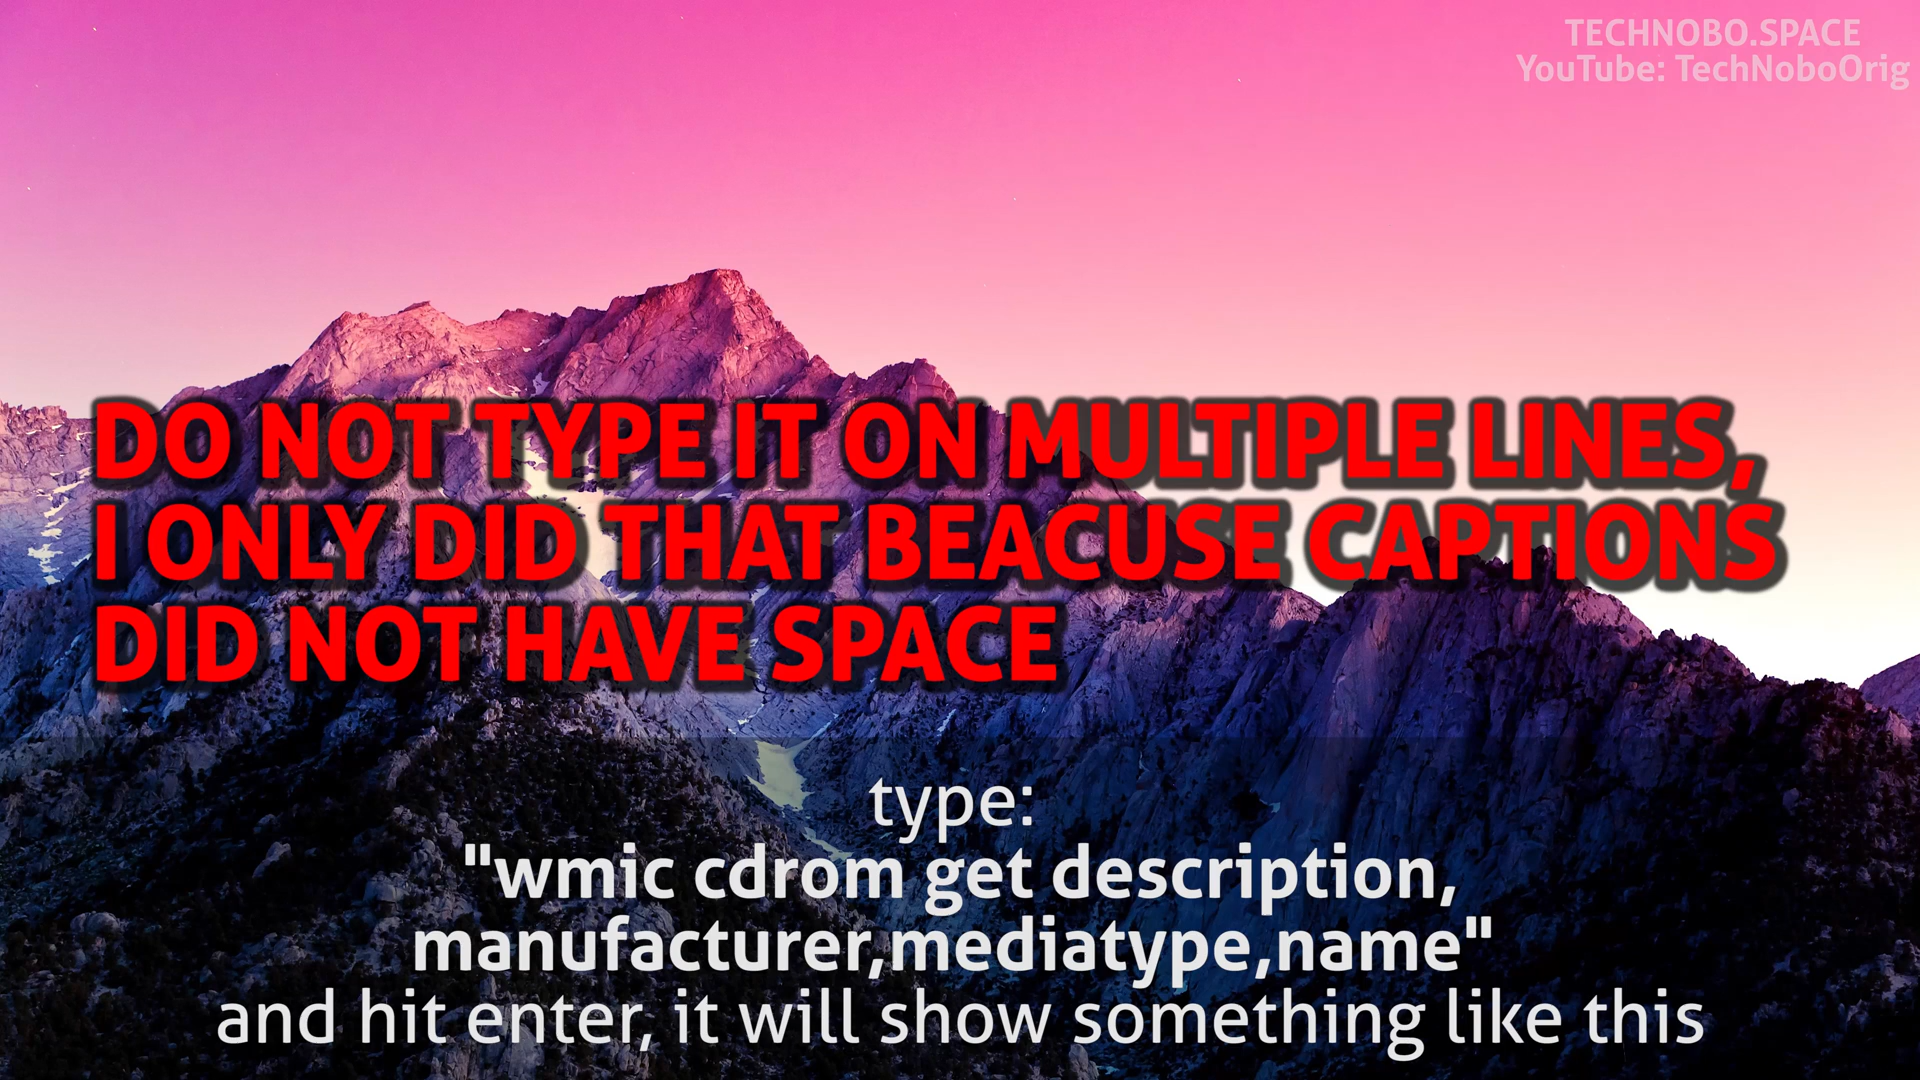 TECHNOBO.SPACE
YouTube: TechNoboOrig
DO NOT TYPE IT ON MULTIPLE LINES,
I ONLY DID THAT BEACUSE CAPTIONS
DID NOT HAVE SPACE
type:
"wmic cdrom get description,
manufacturer,mediatype,name"
and hit enter, it will show something like this